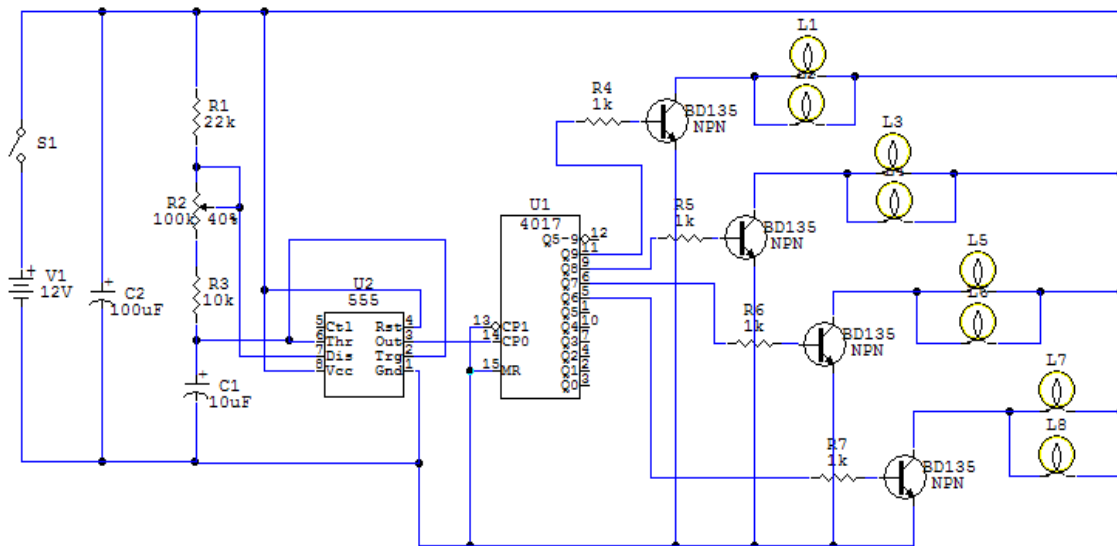 S1
V1
12V
C2
100uF
R1
22k
R2
100k 40%
R3
10k
C1
10uF
U2
555
5 Ctl Rst 4
6 Thr Out 3
7 Dis Trg 2
8 Vcc Gnd 1
U1
4017
Q5-9 12
Q9 11
Q8 9
Q7 6
Q6 5
Q5 1
13 CP1 Q4 10
14 CP0 Q3 7
Q2 4
15 MR Q1 2
Q0 3
R4
1k
BD135
NPN
L1
R5
1k
BD135
NPN
L3
R6
1k
BD135
NPN
L5
R7
1k
BD135
NPN
L7
L8